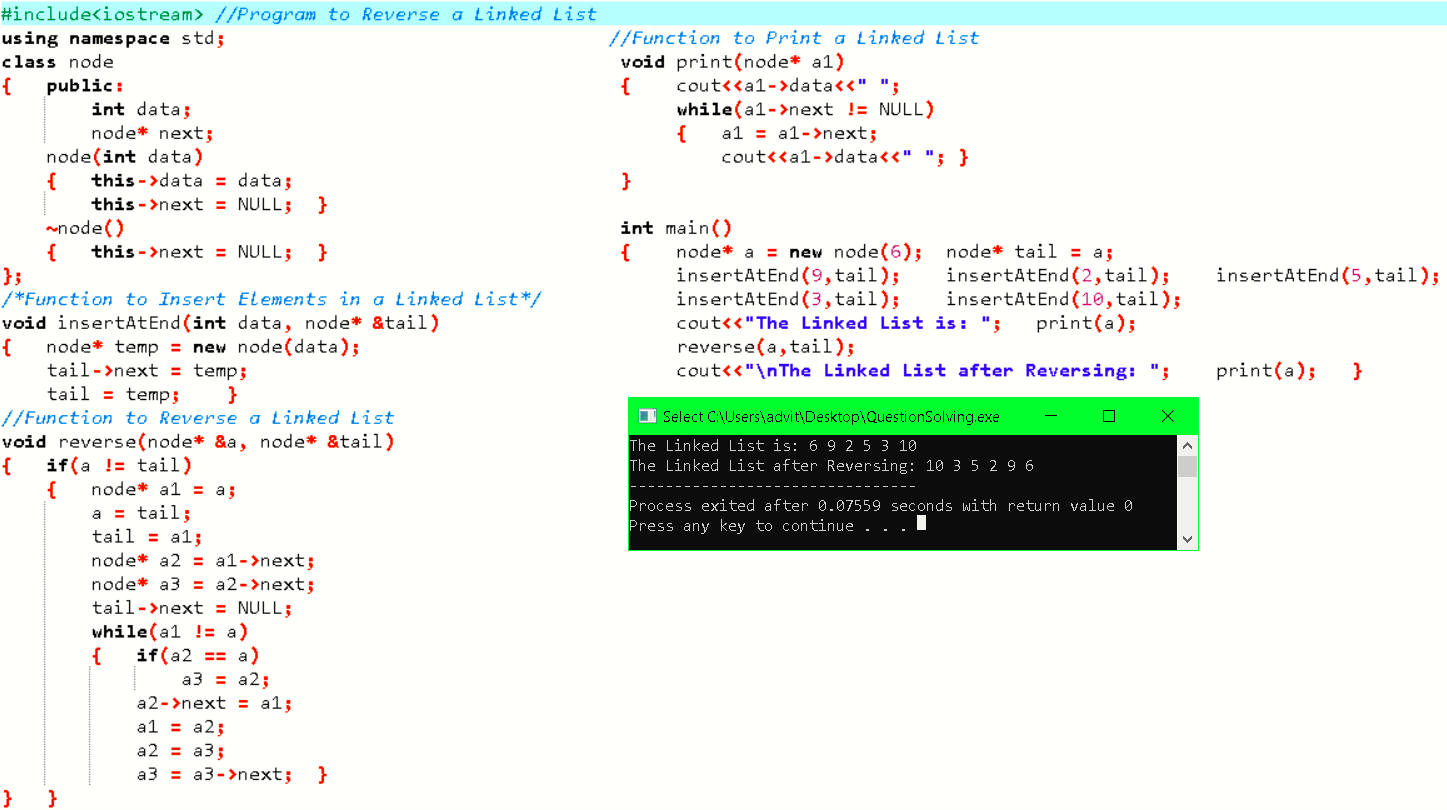 #include<iostream> //Program to Reverse a Linked List
using namespace std;
class node
{ public:
int data;
node* next;
node(int data)
{ this->data = data;
this->next = NULL; }
~node()
{ this->next = NULL; }
};
/*Function to Insert Elements in a Linked List*/
void insertAtEnd(int data, node* &tail)
{ node* temp = new node(data);
tail->next = temp;
tail = temp; }
//Function to Reverse a Linked List
void reverse(node* &a, node* &tail)
{ if(a != tail)
{ node* a1 = a;
a = tail;
tail = a1;
node* a2 = a1->next;
node* a3 = a2->next;
tail->next = NULL;
while(a1 != a)
{ if(a2 == a)
a3 = a2;
a2->next = a1;
a1 = a2;
a2 = a3;
a3 = a3->next; }
} }
//Function to Print a Linked List
void print(node* a1)
{ cout<<a1->data<<" ";
while(a1->next != NULL)
{ a1 = a1->next;
cout<<a1->data<<" "; }
}
int main()
{ node* a = new node(6); node* tail = a;
insertAtEnd(9,tail); insertAtEnd(2,tail); insertAtEnd(5,tail);
insertAtEnd(3,tail); insertAtEnd(10,tail);
cout<<"The Linked List is: "; print(a);
reverse(a,tail);
cout<<"\nThe Linked List after Reversing: "; print(a); }
Select C:\Users\advit\Desktop\QuestionSolving.exe
The Linked List is: 6 9 2 5 3 10
The Linked List after Reversing: 10 3 5 2 9 6
--------------------------------
Process exited after 0.07559 seconds with return value 0
Press any key to continue . . .